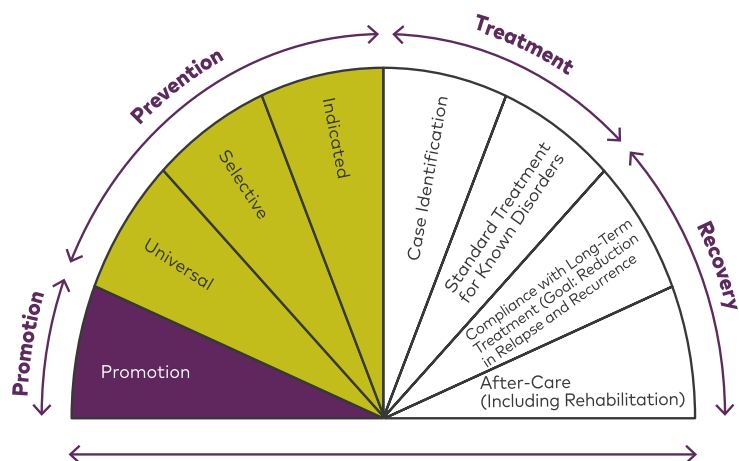 Promotion
Prevention
Treatment
Recovery
Promotion
Universal
Selective
Indicated
Case Identification
Standard Treatment
for Known Disorders
Compliance with Long-Term
Treatment (Goal: Reduction
in Relapse and Recurrence
After-Care
(Including Rehabilitation)